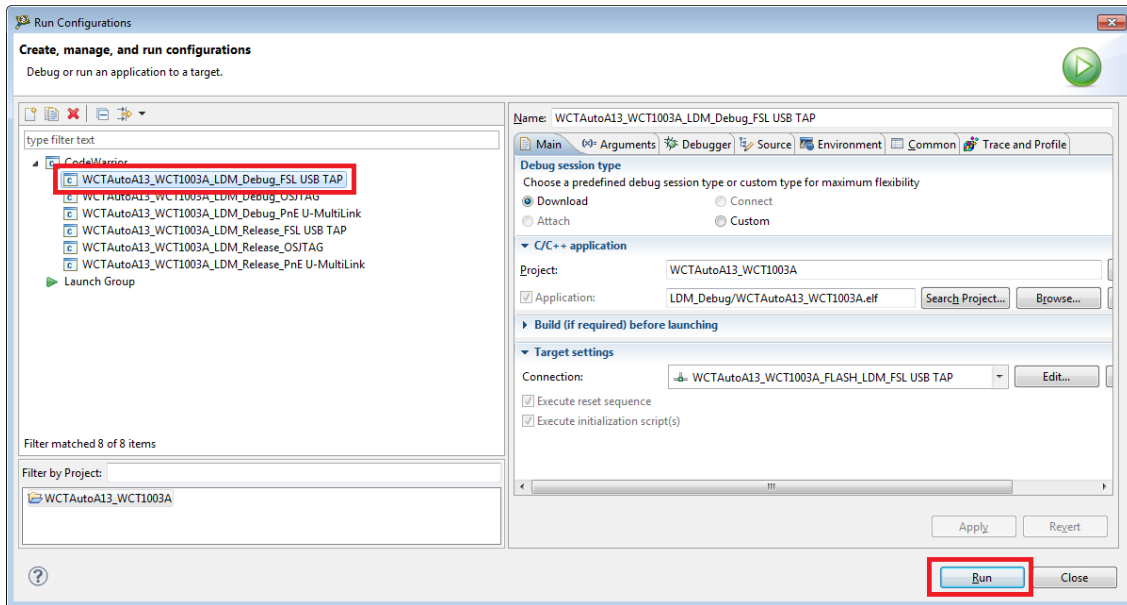 Run Configurations
Create, manage, and run configurations
Debug or run an application to a target.
type filter text
CodeWarrior
WCTAutoA13_WCT1003A_LDM_Debug_FSL USB TAP
WCTAutoA13_WCT1003A_LDM_Debug_OSJTAG
WCTAutoA13_WCT1003A_LDM_Debug_PnE U-MultiLink
WCTAutoA13_WCT1003A_LDM_Release_FSL USB TAP
WCTAutoA13_WCT1003A_LDM_Release_OSJTAG
WCTAutoA13_WCT1003A_LDM_Release_PnE U-MultiLink
Launch Group
Filter matched 8 of 8 items
Filter by Project:
WCTAutoA13_WCT1003A
Name: WCTAutoA13_WCT1003A_LDM_Debug_FSL USB TAP
Main (x)= Arguments Debugger Source Environment Common Trace and Profile
Debug session type
Choose a predefined debug session type or custom type for maximum flexibility
Download Connect
Attach Custom
C/C++ application
Project: WCTAutoA13_WCT1003A
Application: LDM_Debug/WCTAutoA13_WCT1003A.elf Search Project... Browse...
Build (if required) before launching
Target settings
Connection: WCTAutoA13_WCT1003A_FLASH_LDM_FSL USB TAP Edit...
Execute reset sequence
Execute initialization script(s)
Apply Revert
Run Close